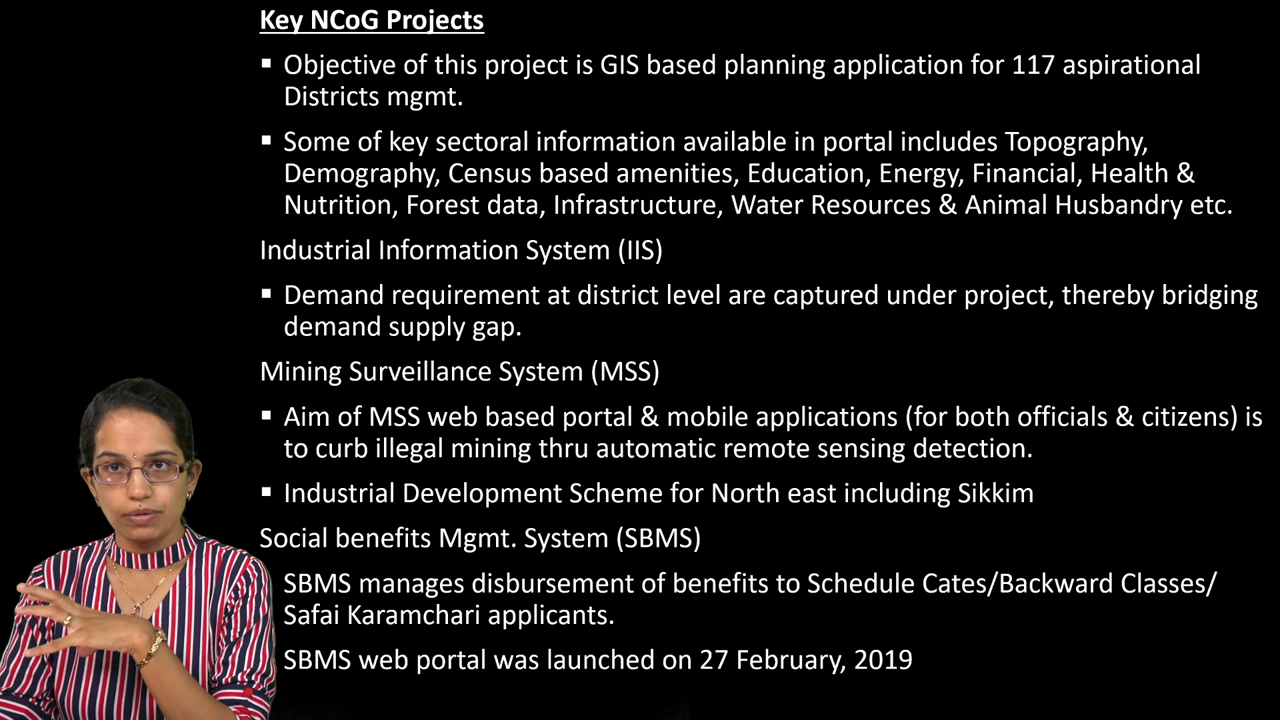 Key NCoG Projects
▪ Objective of this project is GIS based planning application for 117 aspirational
Districts mgmt.
▪ Some of key sectoral information available in portal includes Topography,
Demography, Census based amenities, Education, Energy, Financial, Health &
Nutrition, Forest data, Infrastructure, Water Resources & Animal Husbandry etc.
Industrial Information System (IIS)
▪ Demand requirement at district level are captured under project, thereby bridging
demand supply gap.
Mining Surveillance System (MSS)
▪ Aim of MSS web based portal & mobile applications (for both officials & citizens) is
to curb illegal mining thru automatic remote sensing detection.
▪ Industrial Development Scheme for North east including Sikkim
Social benefits Mgmt. System (SBMS)
SBMS manages disbursement of benefits to Schedule Cates/Backward Classes/
Safai Karamchari applicants.
SBMS web portal was launched on 27 February, 2019